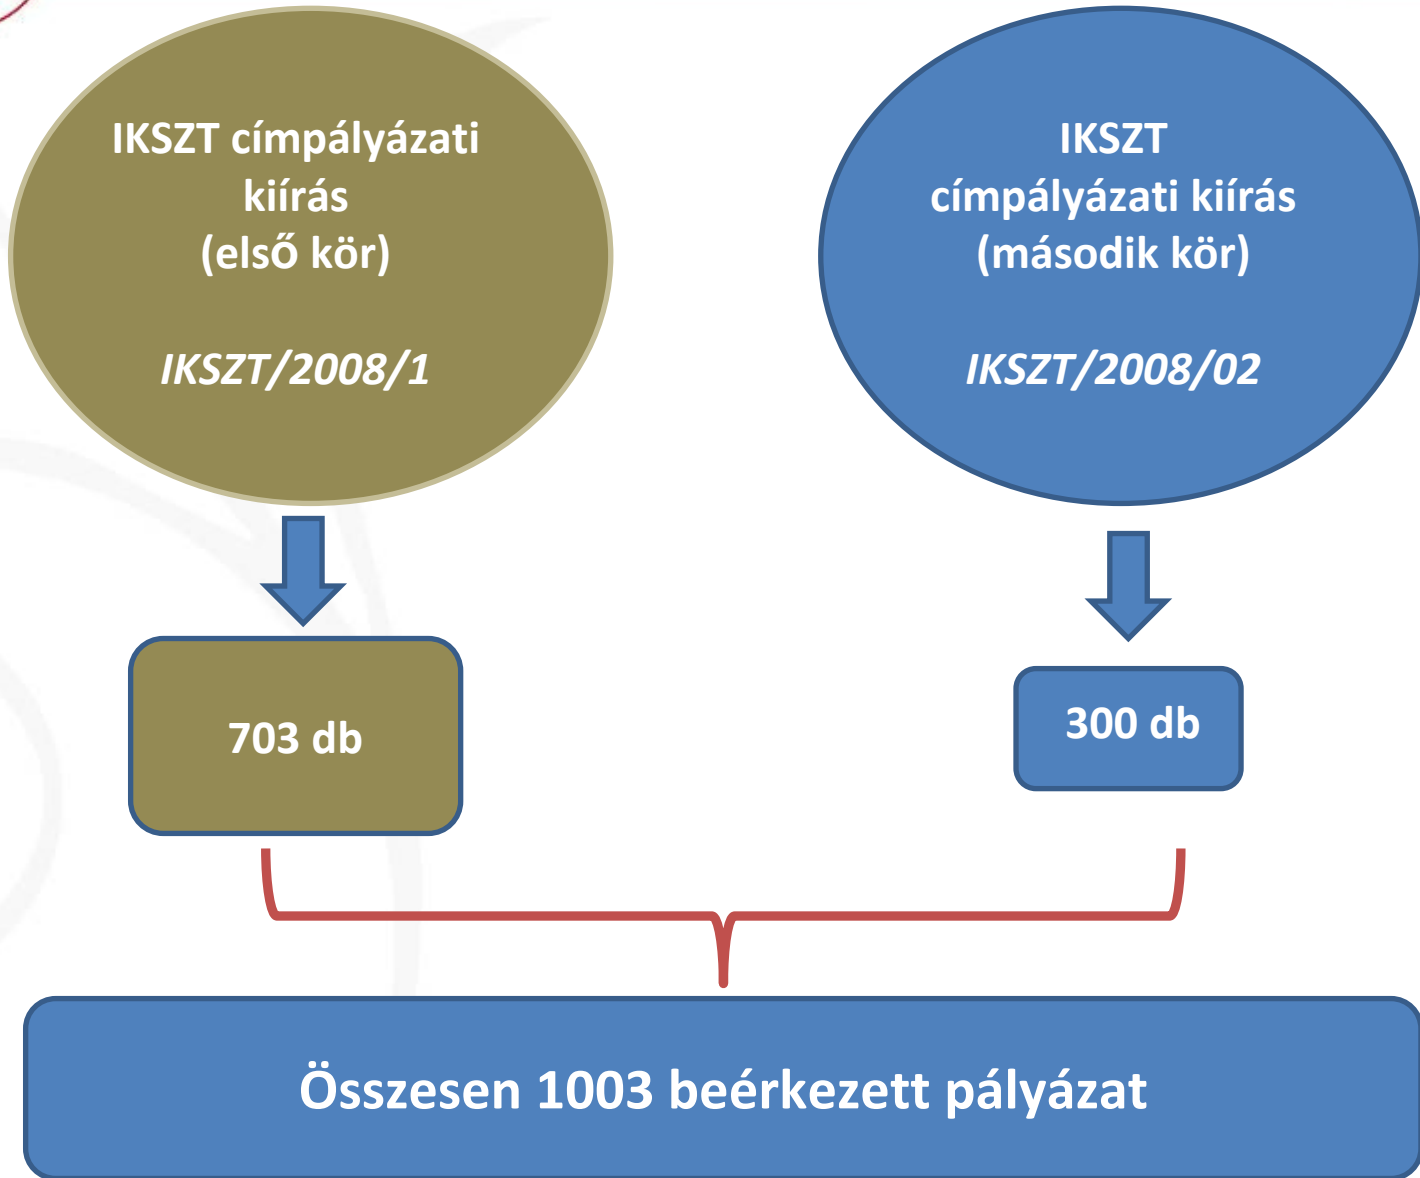 IKSZT címpályázati
kiírás
(első kör)
IKSZT/2008/1
IKSZT
címpályázati kiírás
(második kör)
IKSZT/2008/02
703 db
300 db
Összesen 1003 beérkezett pályázat